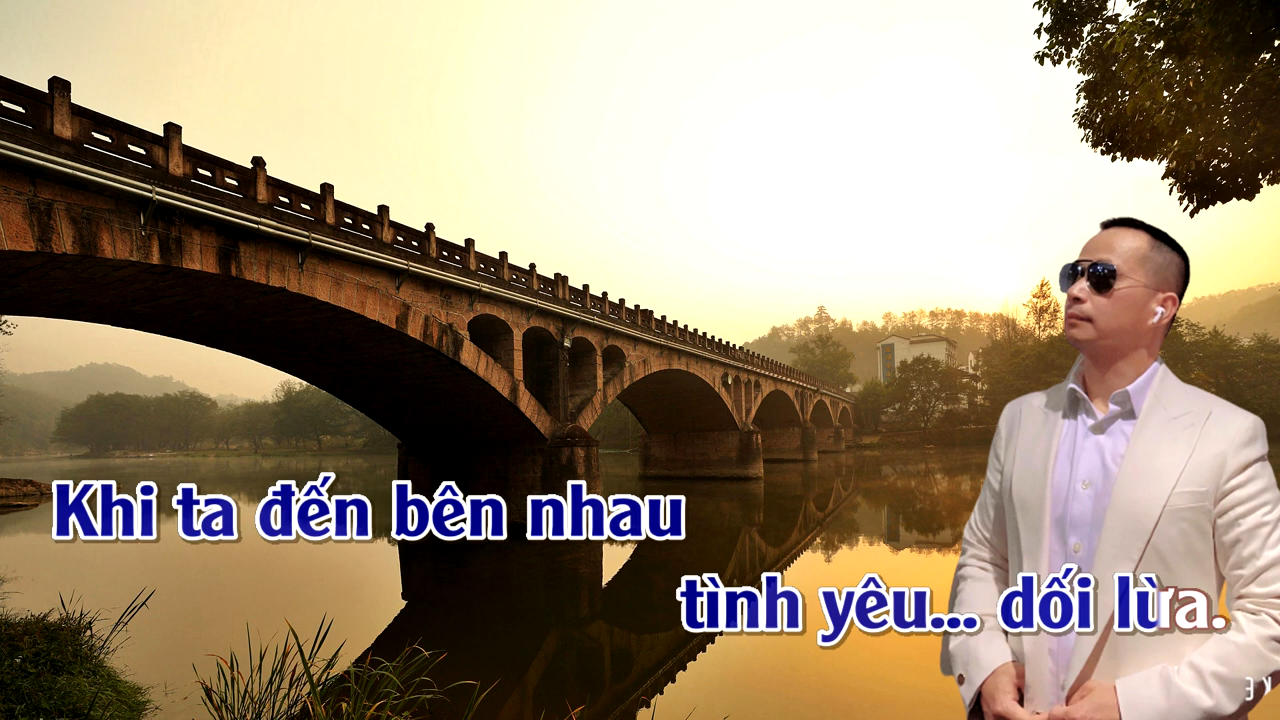 Khi ta đến bên nhau
tình yêu... dối lừa.